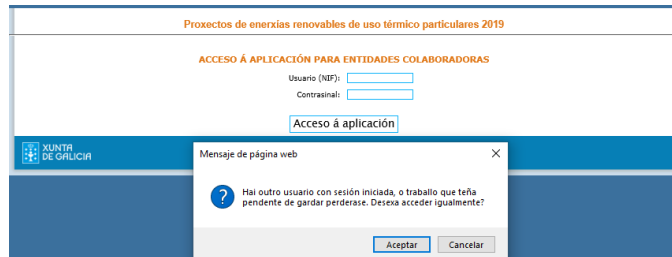 Proxectos de enerxías renovables de uso térmico particulares 2019
ACCESO Á APLICACIÓN PARA ENTIDADES COLABORADORAS
Usuario (NIF):
Contrasinal:
Acceso á aplicación
XUNTA
DE GALICIA
Mensaje de página web
Hai outro usuario con sesión iniciada, o traballo que teña
pendente de gardar perderase. Desexa acceder igualmente?
Aceptar Cancelar